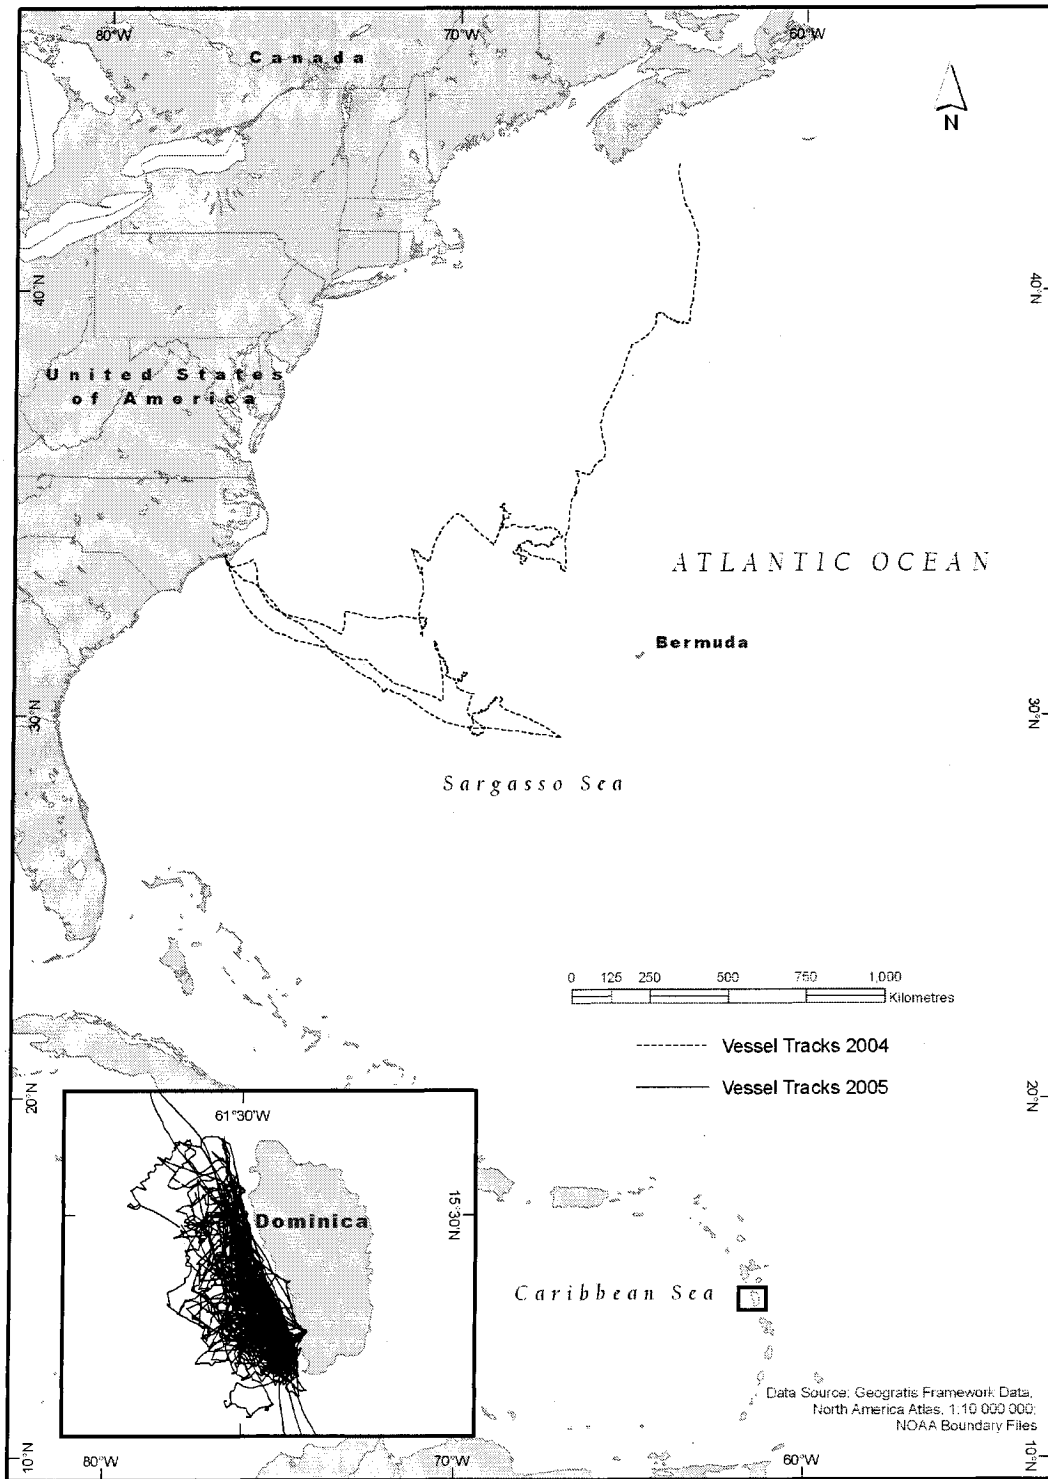 80°W
70°W
60°W
Canada
N
40°N
40°N
United States
of America
ATLANTIC OCEAN
Bermuda
30°N
30°N
Sargasso Sea
0 125 250 500 750 1,000
Kilometres
Vessel Tracks 2004
Vessel Tracks 2005
20°N
20°N
61°30'W
15°30'N
Dominica
Caribbean Sea
Data Source: Geogratis Framework Data,
North America Atlas, 1:10 000 000;
NOAA Boundary Files
10°N
10°N
80°W
70°W
60°W